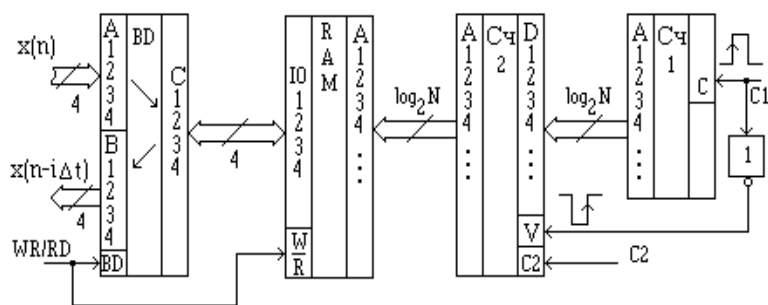 x(n)
4
x(n-iΔt)
4
WR/RD
A
1
2
3
4
B
1
2
3
4
BD
BD
C
1
2
3
4
4
IO
1
2
3
4
W/R
R
A
M
A
1
2
3
4
⋮
log₂N
A
1
2
3
4
⋮
Сч
2
D
1
2
3
4
⋮
V
C2
log₂N
A
1
2
3
4
⋮
Сч
1
C
C1
1
C2